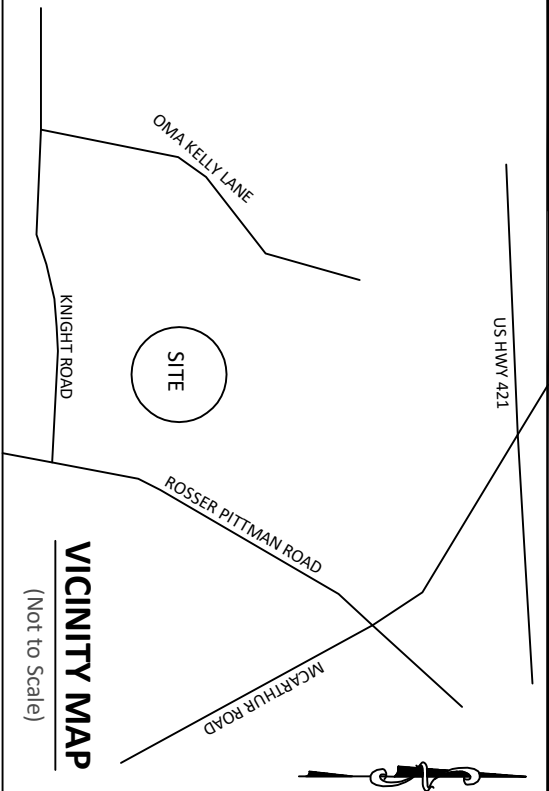 US HWY 421
OMA KELLY LANE
SITE
KNIGHT ROAD
ROSSER PITTMAN ROAD
MCARTHUR ROAD
VICINITY MAP
(Not to Scale)